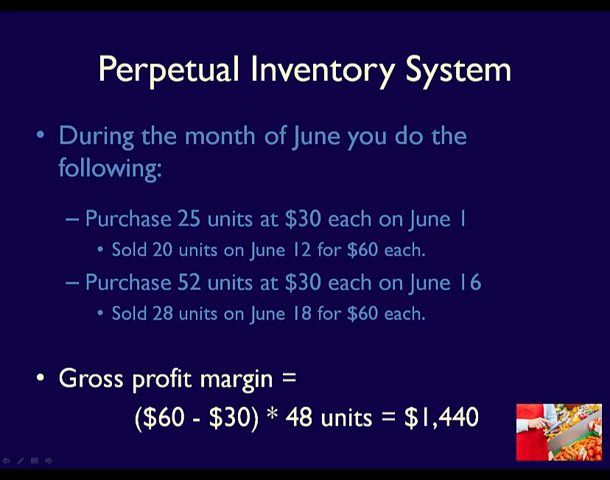 Perpetual Inventory System
• During the month of June you do the
following:
– Purchase 25 units at $30 each on June 1
• Sold 20 units on June 12 for $60 each.
– Purchase 52 units at $30 each on June 16
• Sold 28 units on June 18 for $60 each.
• Gross profit margin =
($60 - $30) * 48 units = $1,440